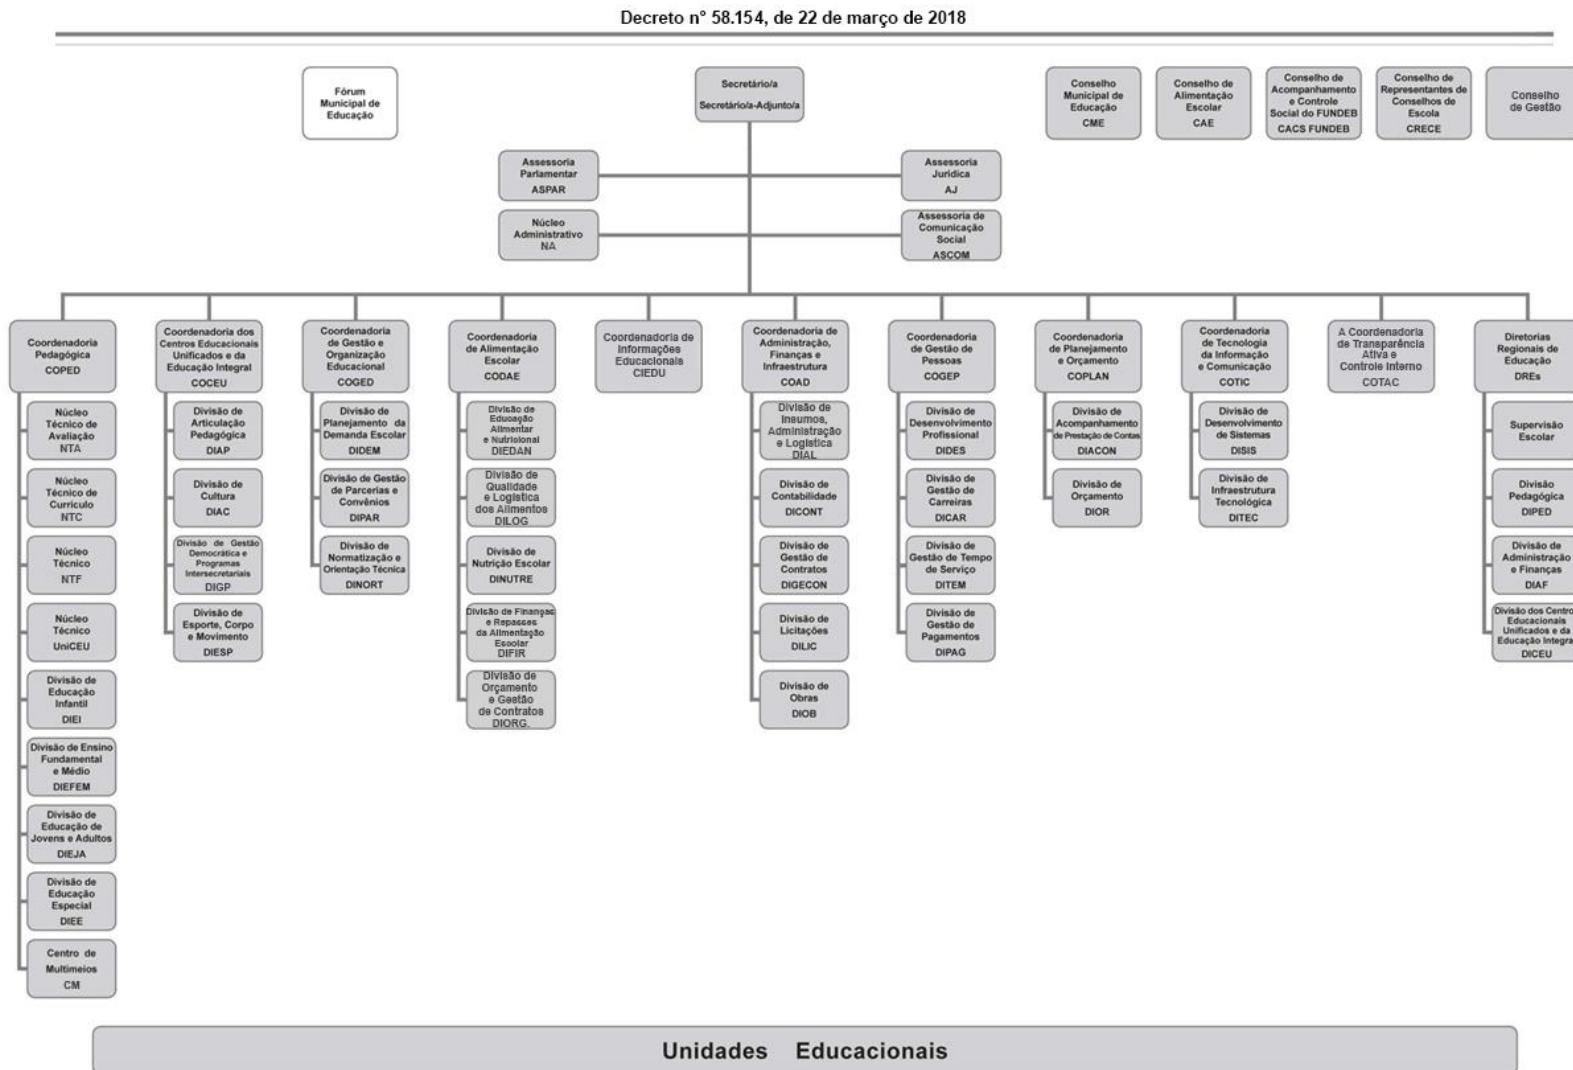 Decreto n° 58.154, de 22 de março de 2018
Fórum
Municipal de
Educação
Secretário/a
Secretário/a-Adjunto/a
Conselho
Municipal de
Educação
CME
Conselho de
Alimentação
Escolar
CAE
Conselho de
Acompanhamento
e Controle
Social do FUNDEB
CACS FUNDEB
Conselho de
Representantes de
Conselhos de
Escola
CRECE
Conselho
de Gestão
Assessoria
Parlamentar
ASPAR
Assessoria
Jurídica
AJ
Núcleo
Administrativo
NA
Assessoria de
Comunicação
Social
ASCOM
Coordenadoria
Pedagógica
COPED
Coordenadoria dos
Centros Educacionais
Unificados e da
Educação Integral
COCEU
Coordenadoria
de Gestão e
Organização
Educacional
COGED
Coordenadoria
de Alimentação
Escolar
CODAE
Coordenadoria de
Informações
Educacionais
CIEDU
Coordenadoria de
Administração,
Finanças e
Infraestrutura
COAD
Coordenadoria
de Gestão de
Pessoas
COGEP
Coordenadoria
de Planejamento
e Orçamento
COPLAN
Coordenadoria
de Tecnologia
da Informação
e Comunicação
COTIC
A Coordenadoria
de Transparência
Ativa e
Controle Interno
COTAC
Diretorias
Regionais de
Educação
DREs
Núcleo
Técnico de
Avaliação
NTA
Núcleo
Técnico de
Currículo
NTC
Núcleo
Técnico
NTF
Núcleo
Técnico
UniCEU
Divisão de
Educação
Infantil
DIEI
Divisão de Ensino
Fundamental
e Médio
DIEFEM
Divisão de
Educação de
Jovens e Adultos
DIEJA
Divisão de
Educação
Especial
DIEE
Centro de
Multimeios
CM
Divisão de
Articulação
Pedagógica
DIAP
Divisão de
Cultura
DIAC
Divisão de Gestão
Democrática e
Programas
Intersecretariais
DIGP
Divisão de
Esporte, Corpo
e Movimento
DIESP
Divisão de
Planejamento da
Demanda Escolar
DIDEM
Divisão de Gestão
de Parcerias e
Convênios
DIPAR
Divisão de
Normatização e
Orientação Técnica
DINORT
Divisão de
Educação
Alimentar
e Nutricional
DIEDAN
Divisão de
Qualidade
e Logística
dos Alimentos
DILOG
Divisão de
Nutrição Escolar
DINUTRE
Divisão de Finanças
e Repasses
da Alimentação
Escolar
DIFIR
Divisão de
Orçamento
e Gestão
de Contratos
DIORG.
Divisão de
Insumos,
Administração
e Logística
DIAL
Divisão de
Contabilidade
DICONT
Divisão de
Gestão de
Contratos
DIGECON
Divisão de
Licitações
DILIC
Divisão de
Obras
DIOB
Divisão de
Desenvolvimento
Profissional
DIDES
Divisão de
Gestão de
Carreiras
DICAR
Divisão de
Gestão de Tempo
de Serviço
DITEM
Divisão de
Gestão de
Pagamentos
DIPAG
Divisão de
Acompanhamento
de Prestação de Contas
DIACON
Divisão de
Orçamento
DIOR
Divisão de
Desenvolvimento
de Sistemas
DISIS
Divisão de
Infraestrutura
Tecnológica
DITEC
Supervisão
Escolar
Divisão
Pedagógica
DIPED
Divisão de
Administração
e Finanças
DIAF
Divisão dos Centro
Educacionais
Unificados e da
Educação Integra
DICEU
Unidades Educacionais